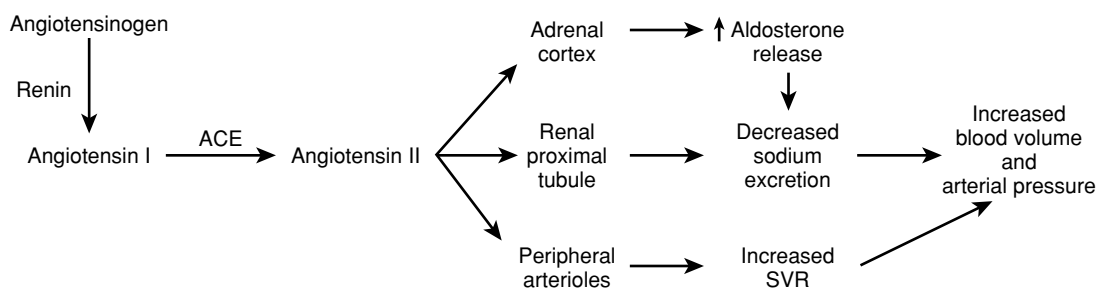 Angiotensinogen
Renin
Angiotensin I
ACE
Angiotensin II
Adrenal
cortex
↑ Aldosterone
release
Renal
proximal
tubule
Decreased
sodium
excretion
Peripheral
arterioles
Increased
SVR
Increased
blood volume
and
arterial pressure